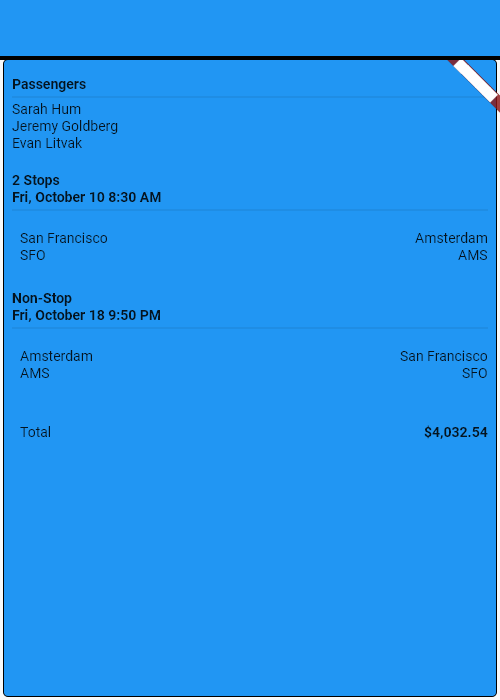 Passengers
Sarah Hum
Jeremy Goldberg
Evan Litvak
2 Stops
Fri, October 10 8:30 AM
San Francisco Amsterdam
SFO AMS
Non-Stop
Fri, October 18 9:50 PM
Amsterdam San Francisco
AMS SFO
Total $4,032.54